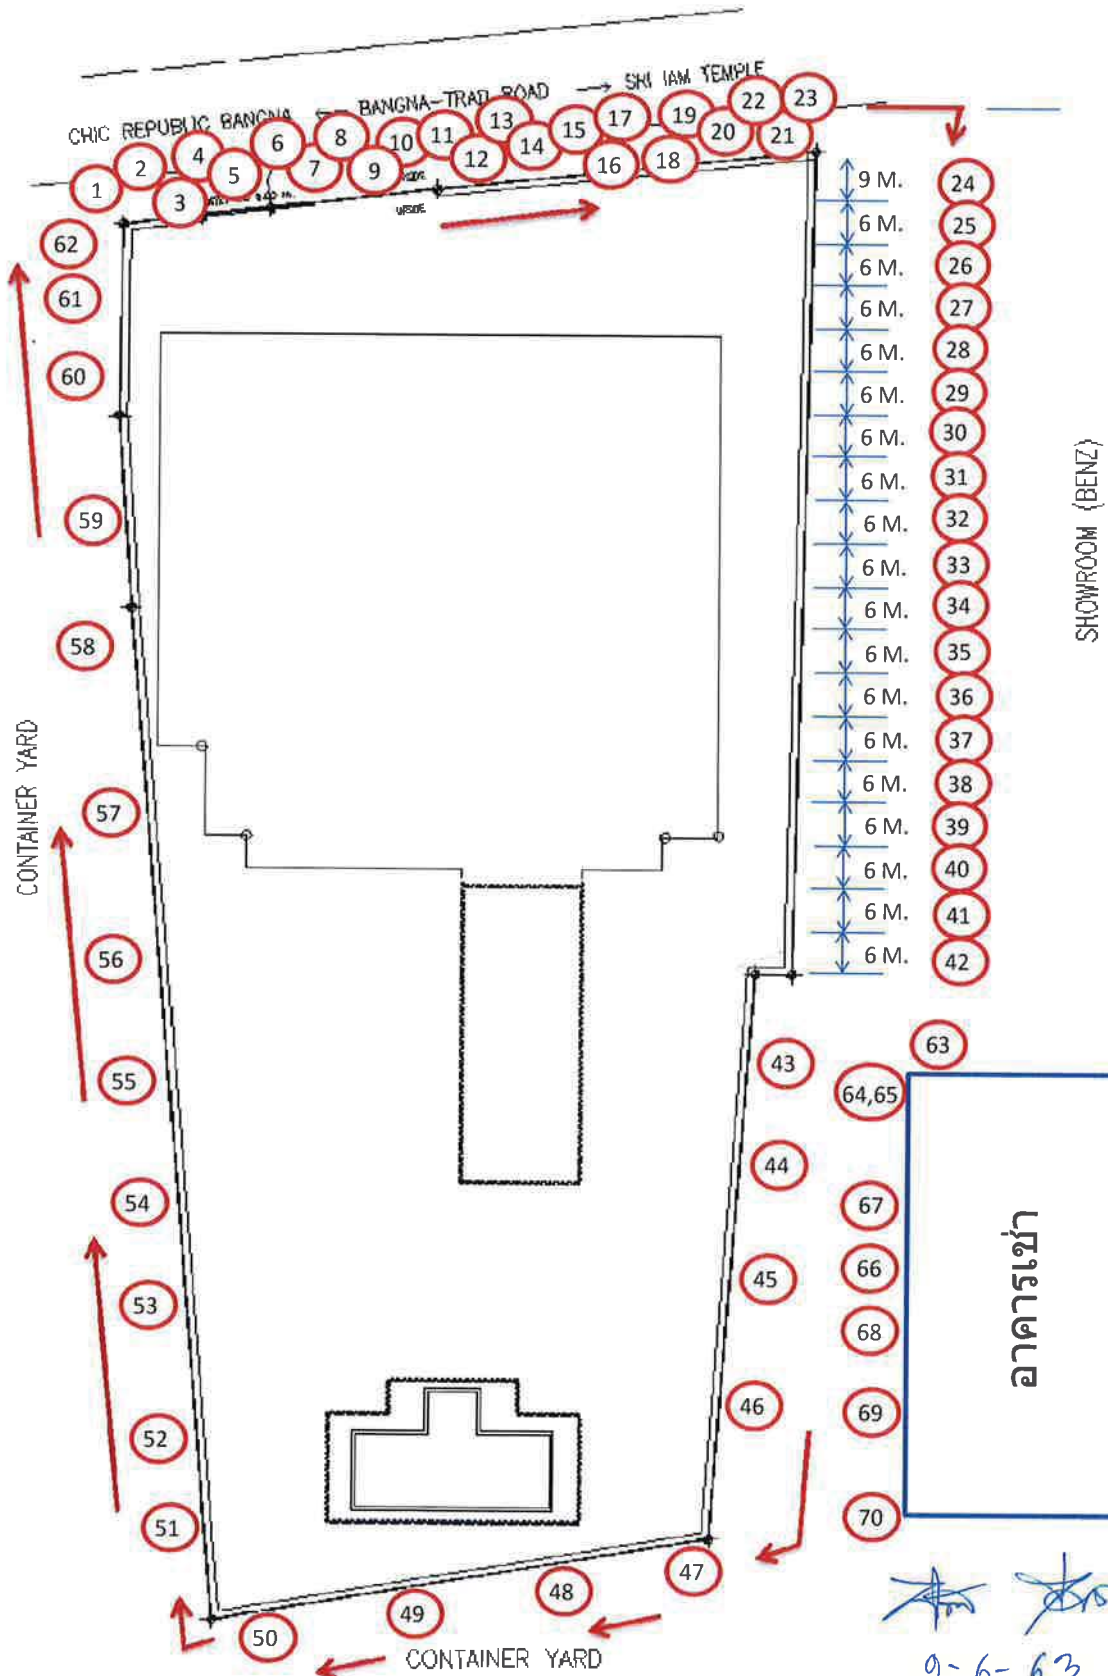 CHIC REPUBLIC BANGNA ← BANGNA-TRAD ROAD → SRI IAM TEMPLE
1 2 3 4 5 6 7 8 9 10 11 12 13 14 15 16 17 18 19 20 21 22 23
UPSIDE
9 M. 24
6 M. 25
6 M. 26
6 M. 27
6 M. 28
6 M. 29
6 M. 30
6 M. 31
6 M. 32
6 M. 33
6 M. 34
6 M. 35
6 M. 36
6 M. 37
6 M. 38
6 M. 39
6 M. 40
6 M. 41
6 M. 42
SHOWROOM (BENZ)
62
61
60
59
58
CONTAINER YARD
57
56
55
54
53
52
51
43
44
45
46
47
48
49
50
CONTAINER YARD
63
64,65
67
66
68
69
70
อาคารเช่า
9-6-63